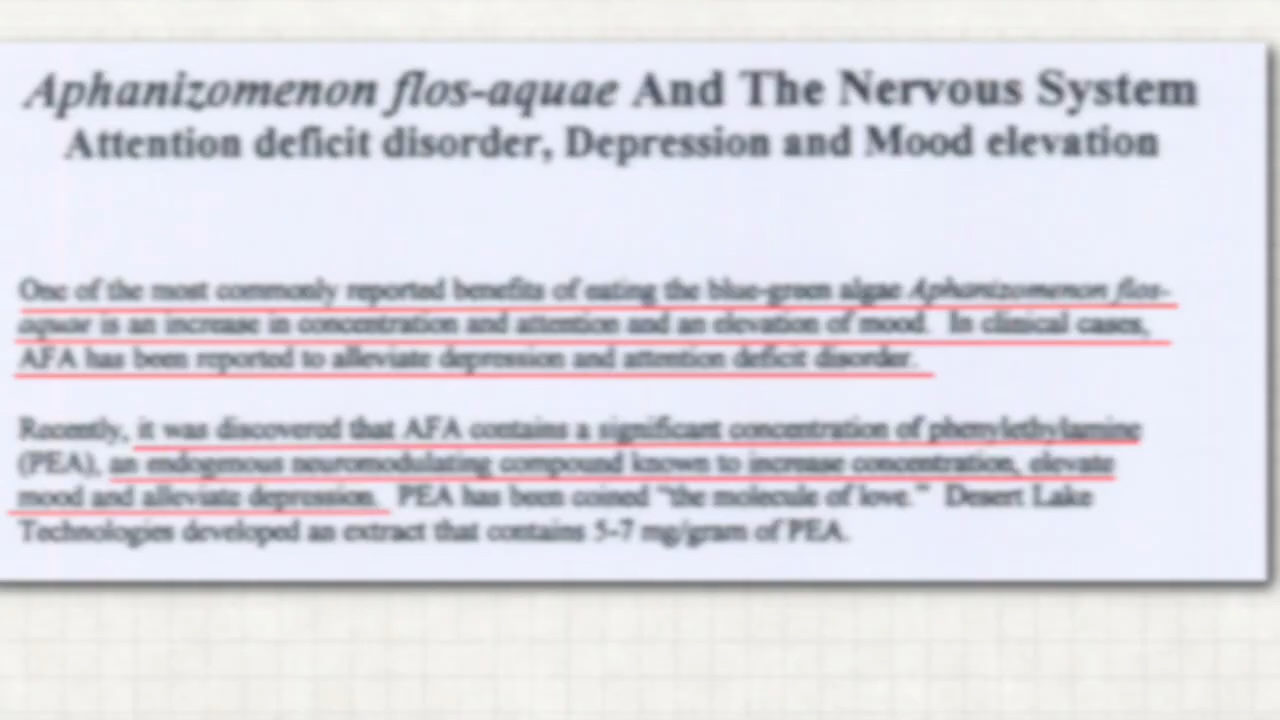 Aphanizomenon flos-aquae And The Nervous System
Attention deficit disorder, Depression and Mood elevation
One of the most commonly reported benefits of eating the blue-green algae Aphanizomenon flos-
aquae is an increase in concentration and attention and an elevation of mood. In clinical cases,
AFA has been reported to alleviate depression and attention deficit disorder.
Recently, it was discovered that AFA contains a significant concentration of phenylethylamine
(PEA), an endogenous neuromodulating compound known to increase concentration, elevate
mood and alleviate depression. PEA has been coined "the molecule of love." Desert Lake
Technologies developed an extract that contains 5-7 mg/gram of PEA.